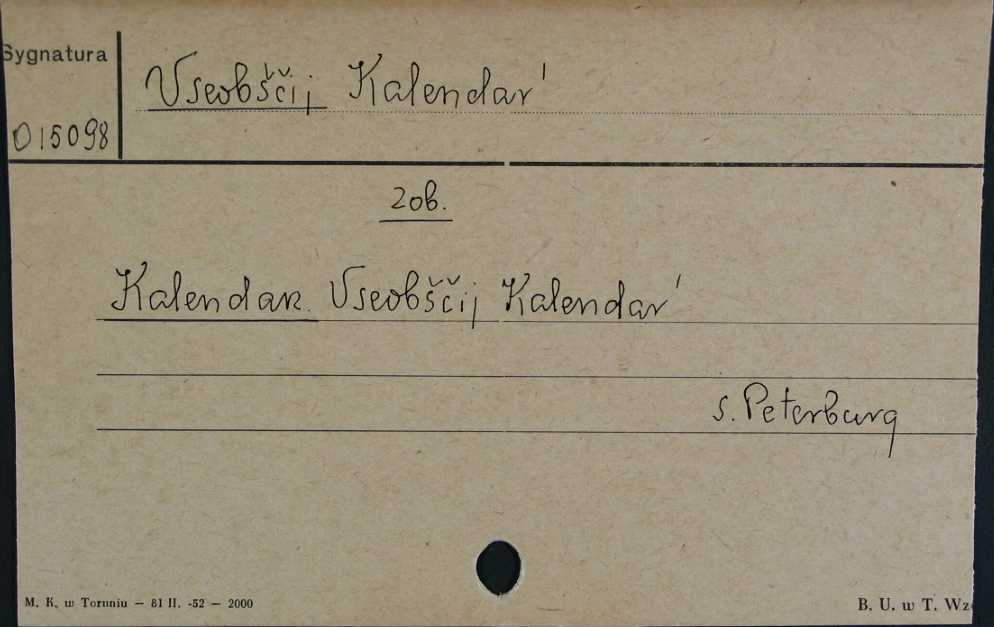 Sygnatura
Vseobščij Kalendar'
O15098
zob.
Kalendar. Vseobščij Kalendar'
s. Peterburg
M. K. w Toruniu — 81 II. -52 — 2000
B. U. w T. Wz